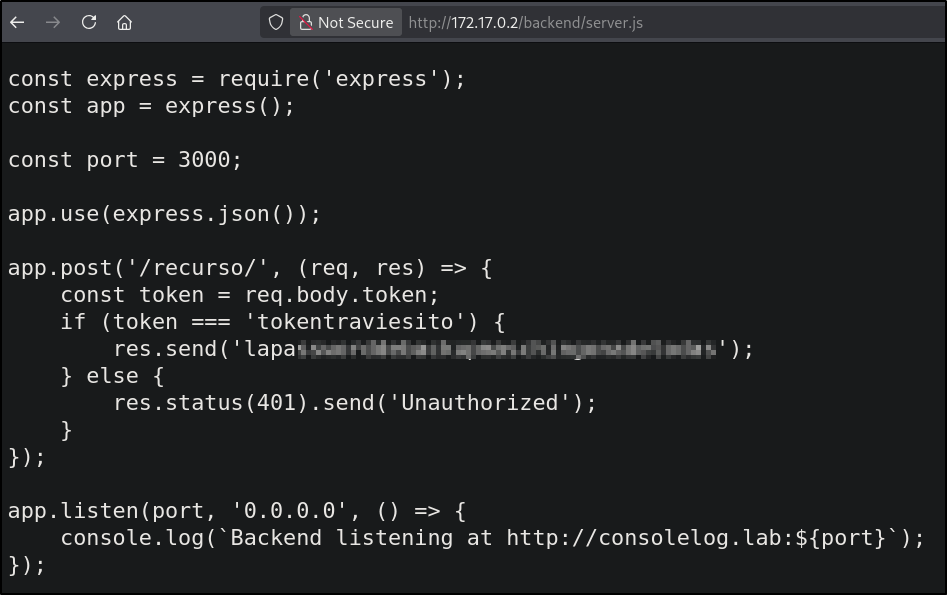 Not Secure http://172.17.0.2/backend/server.js
const express = require('express');
const app = express();
const port = 3000;
app.use(express.json());
app.post('/recurso/', (req, res) => {
    const token = req.body.token;
    if (token === 'tokentraviesito') {
        res.send('lapa');
    } else {
        res.status(401).send('Unauthorized');
    }
});
app.listen(port, '0.0.0.0', () => {
    console.log(`Backend listening at http://consolelog.lab:${port}`);
});